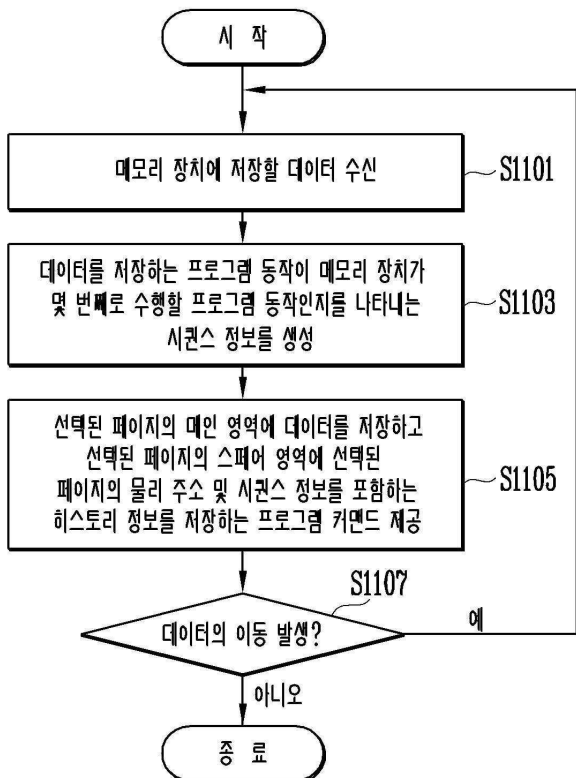 시 작
메모리 장치에 저장할 데이터 수신
S1101
데이터를 저장하는 프로그램 동작이 메모리 장치가
몇 번째로 수행할 프로그램 동작인지를 나타내는
시퀀스 정보를 생성
S1103
선택된 페이지의 메인 영역에 데이터를 저장하고
선택된 페이지의 스페어 영역에 선택된
페이지의 물리 주소 및 시퀀스 정보를 포함하는
히스토리 정보를 저장하는 프로그램 커맨드 제공
S1105
S1107
데이터의 이동 발생?
예
아니오
종 료